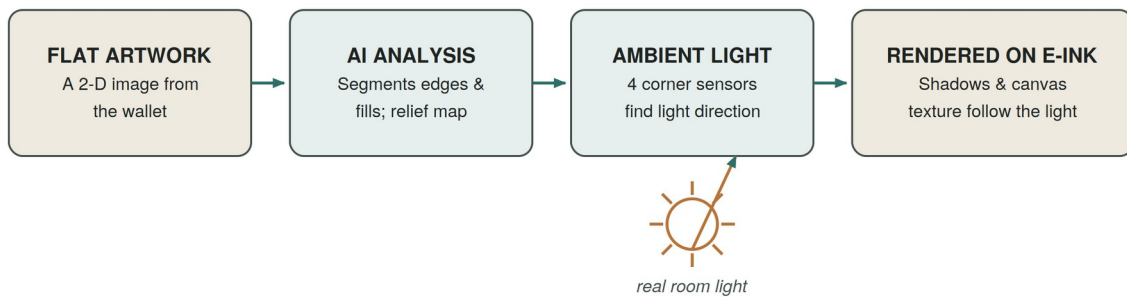 FLAT ARTWORK
A 2-D image from
the wallet
AI ANALYSIS
Segments edges &
fills; relief map
AMBIENT LIGHT
4 corner sensors
find light direction
RENDERED ON E-INK
Shadows & canvas
texture follow the light
real room light